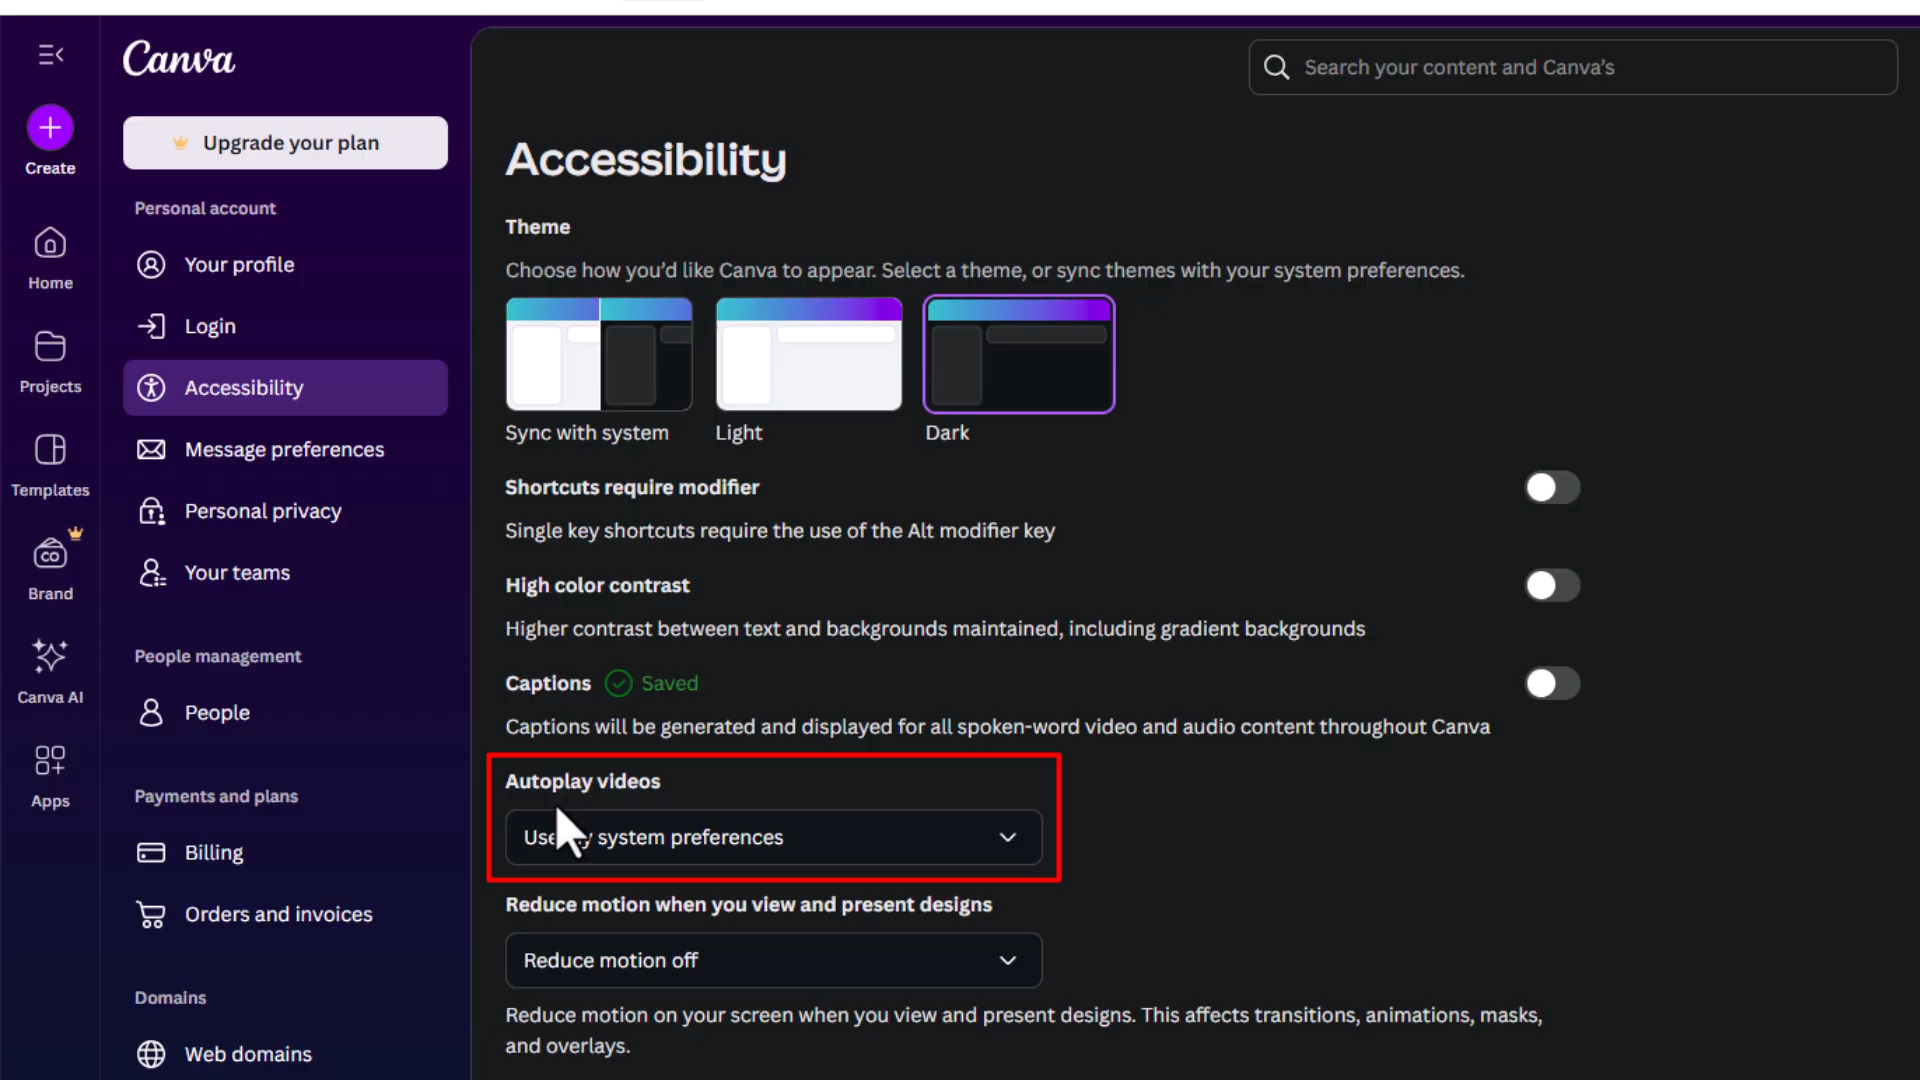 Canva
Search your content and Canva's
Create
Upgrade your plan
Home
Projects
Templates
CO
Brand
Canva AI
Apps
Personal account
Your profile
Login
Accessibility
Message preferences
Personal privacy
Your teams
People management
People
Payments and plans
Billing
Orders and invoices
Domains
Web domains
Accessibility
Theme
Choose how you'd like Canva to appear. Select a theme, or sync themes with your system preferences.
Sync with system
Light
Dark
Shortcuts require modifier
Single key shortcuts require the use of the Alt modifier key
High color contrast
Higher contrast between text and backgrounds maintained, including gradient backgrounds
Captions Saved
Captions will be generated and displayed for all spoken-word video and audio content throughout Canva
Autoplay videos
Use system preferences
Reduce motion when you view and present designs
Reduce motion off
Reduce motion on your screen when you view and present designs. This affects transitions, animations, masks,
and overlays.